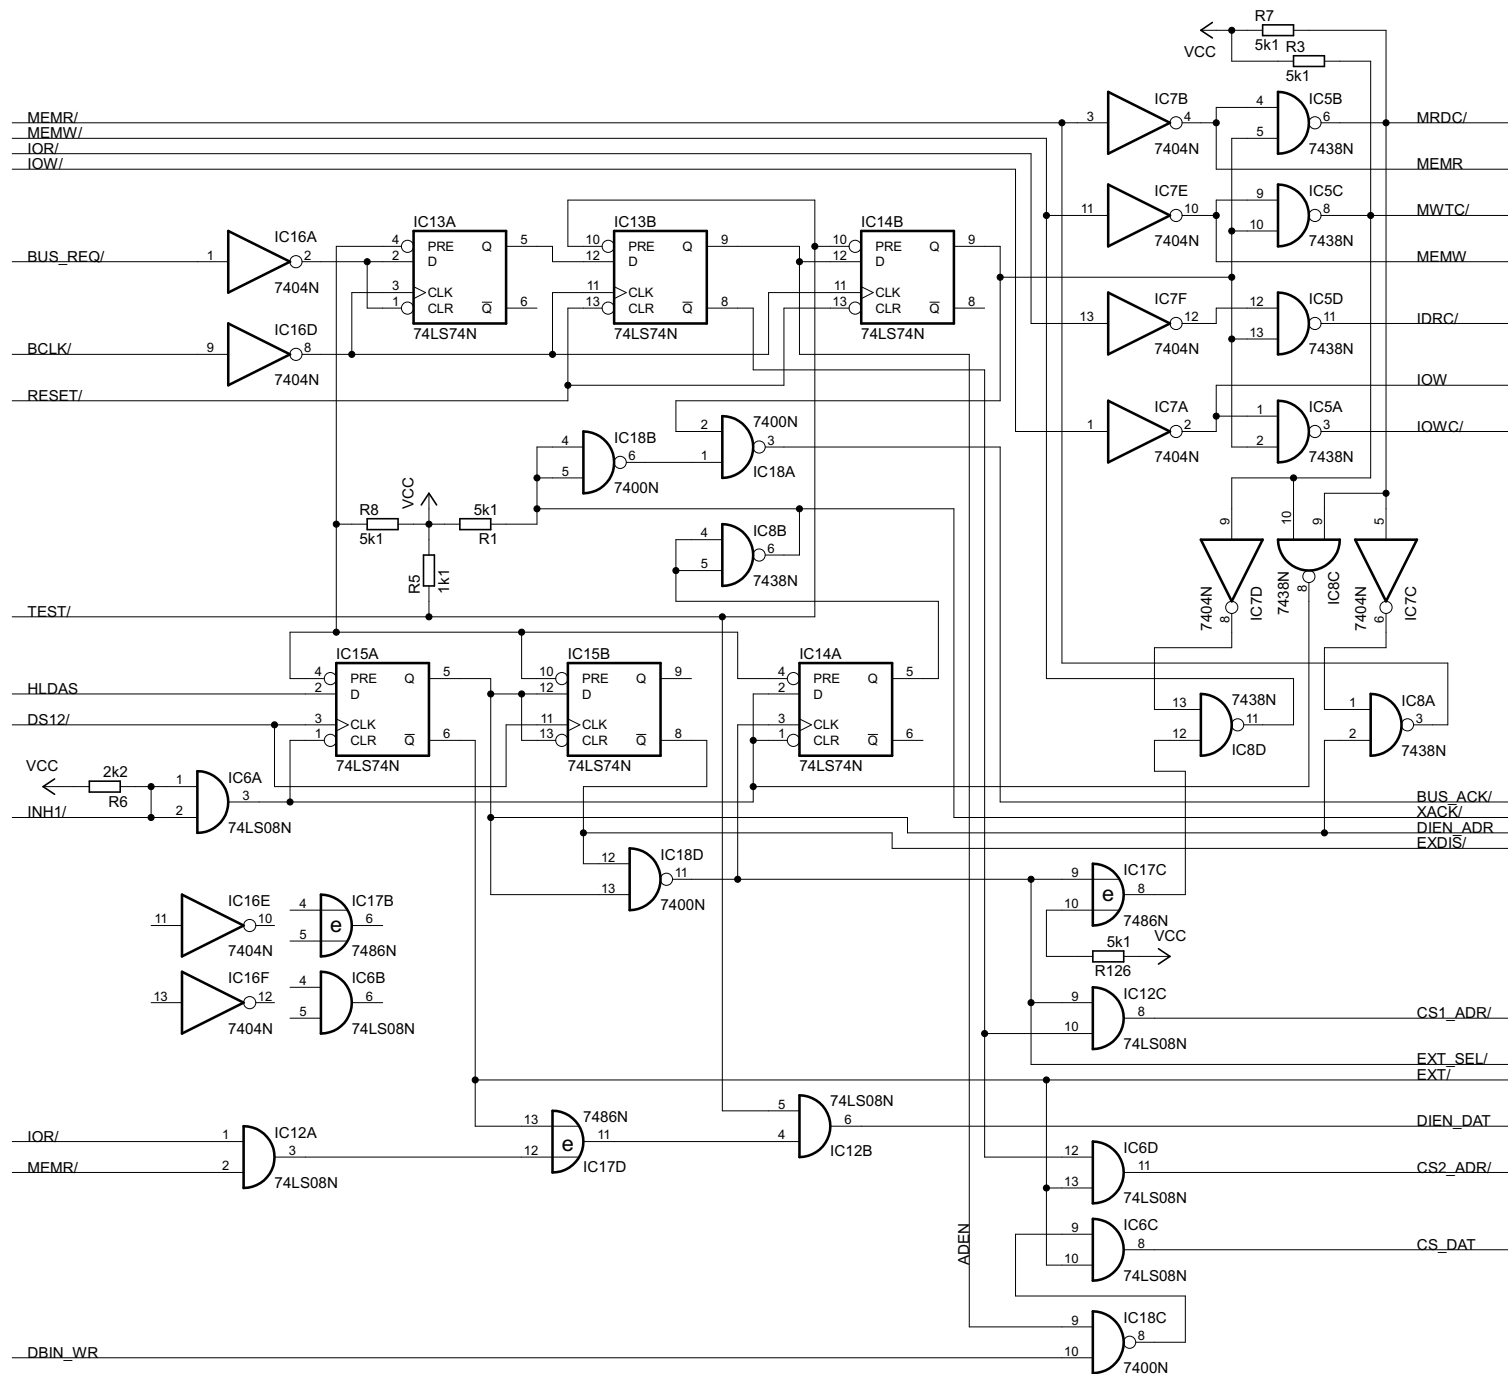 R7
VCC
5k1
R3
5k1
MEMR/
MEMW/
IOR/
IOW/
3
IC7B
4
7404N
4
5
IC5B
6
7438N
MRDC/
MEMR
11
IC7E
10
7404N
9
10
IC5C
8
7438N
MWTC/
MEMW
BUS_REQ/
1
IC16A
2
7404N
IC13A
4
2
3
1
PRE
D
CLK
CLR
Q
Q
5
6
74LS74N
IC13B
10
12
11
13
PRE
D
CLK
CLR
Q
Q
9
8
74LS74N
IC14B
10
12
11
13
PRE
D
CLK
CLR
Q
Q
9
8
74LS74N
BCLK/
9
IC16D
8
7404N
RESET/
13
IC7F
12
7404N
12
13
IC5D
11
7438N
IDRC/
IOW
1
IC7A
2
7404N
1
2
IC5A
3
7438N
IOWC/
4
5
IC18B
6
7400N
2
1
7400N
3
IC18A
R8
5k1
VCC
5k1
R1
R5
1k1
4
5
IC8B
6
7438N
9
7404N
8
IC7D
10
9
7438N
8
IC8C
5
7404N
6
IC7C
TEST/
HLDAS
DS12/
IC15A
4
2
3
1
PRE
D
CLK
CLR
Q
Q
5
6
74LS74N
IC15B
10
12
11
13
PRE
D
CLK
CLR
Q
Q
9
8
74LS74N
IC14A
4
2
3
1
PRE
D
CLK
CLR
Q
Q
5
6
74LS74N
13
12
7438N
11
IC8D
1
2
IC8A
3
7438N
VCC
2k2
R6
INH1/
1
2
IC6A
3
74LS08N
BUS_ACK/
XACK/
DIEN_ADR
EXDIS/
12
13
IC18D
11
7400N
9
10
IC17C
e
8
7486N
5k1
R126
VCC
11
IC16E
10
7404N
4
5
IC17B
e
6
7486N
13
IC16F
12
7404N
4
5
IC6B
6
74LS08N
9
10
IC12C
8
74LS08N
CS1_ADR/
EXT_SEL/
EXT/
IOR/
MEMR/
1
2
IC12A
3
74LS08N
13
12
7486N
e
11
IC17D
5
4
74LS08N
6
IC12B
DIEN_DAT
12
13
IC6D
11
74LS08N
CS2_ADR/
9
10
IC6C
8
74LS08N
CS_DAT
ADEN
DBIN_WR
9
10
IC18C
8
7400N